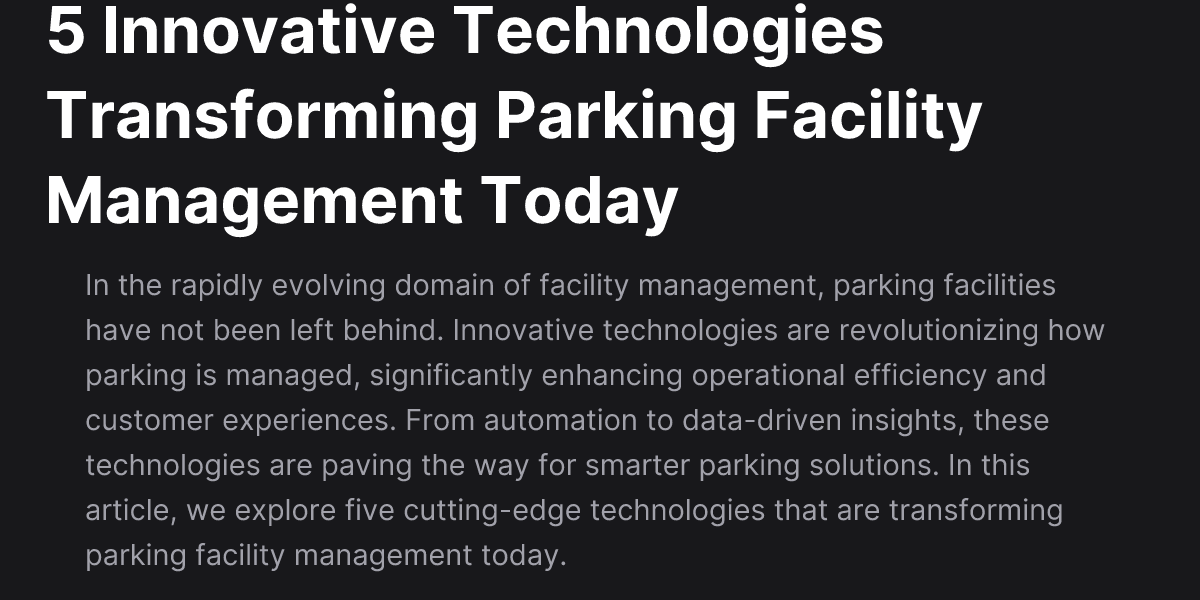 5 Innovative Technologies
Transforming Parking Facility
Management Today
In the rapidly evolving domain of facility management, parking facilities
have not been left behind. Innovative technologies are revolutionizing how
parking is managed, significantly enhancing operational efficiency and
customer experiences. From automation to data-driven insights, these
technologies are paving the way for smarter parking solutions. In this
article, we explore five cutting-edge technologies that are transforming
parking facility management today.